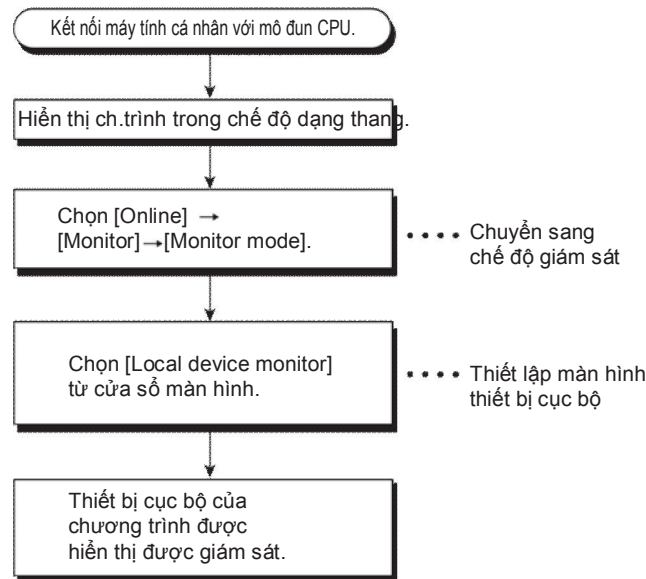 Kết nối máy tính cá nhân với mô đun CPU.
Hiển thị ch.trình trong chế độ dạng thang.
Chọn [Online] →
[Monitor]→[Monitor mode].
Chuyển sang
chế độ giám sát
Chọn [Local device monitor]
từ cửa sổ màn hình.
Thiết lập màn hình
thiết bị cục bộ
Thiết bị cục bộ của
chương trình được
hiển thị được giám sát.